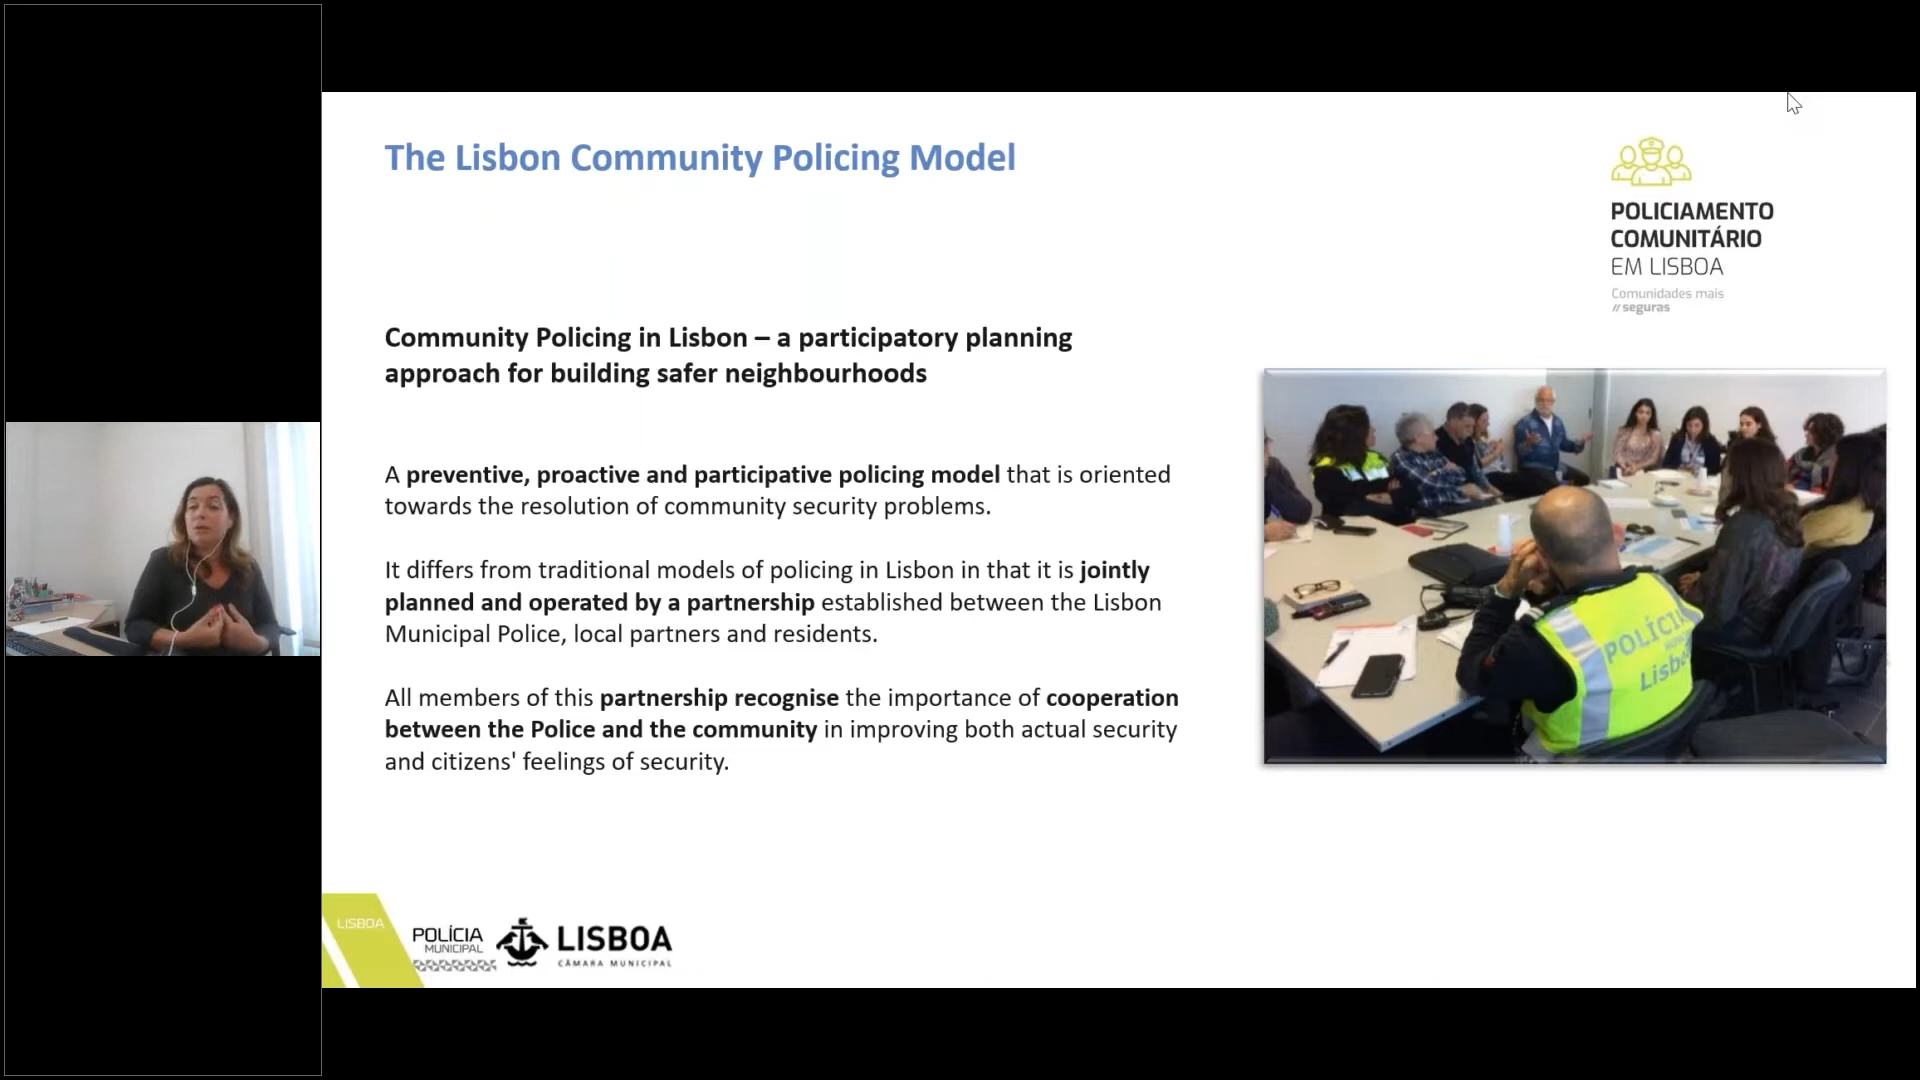 The Lisbon Community Policing Model
POLICIAMENTO
COMUNITÁRIO
EM LISBOA
Comunidades mais
//seguras
Community Policing in Lisbon – a participatory planning
approach for building safer neighbourhoods
A preventive, proactive and participative policing model that is oriented
towards the resolution of community security problems.
It differs from traditional models of policing in Lisbon in that it is jointly
planned and operated by a partnership established between the Lisbon
Municipal Police, local partners and residents.
All members of this partnership recognise the importance of cooperation
between the Police and the community in improving both actual security
and citizens' feelings of security.
POLÍCIA
LISBOA
POLÍCIA
MUNICIPAL
LISBOA
CÂMARA MUNICIPAL